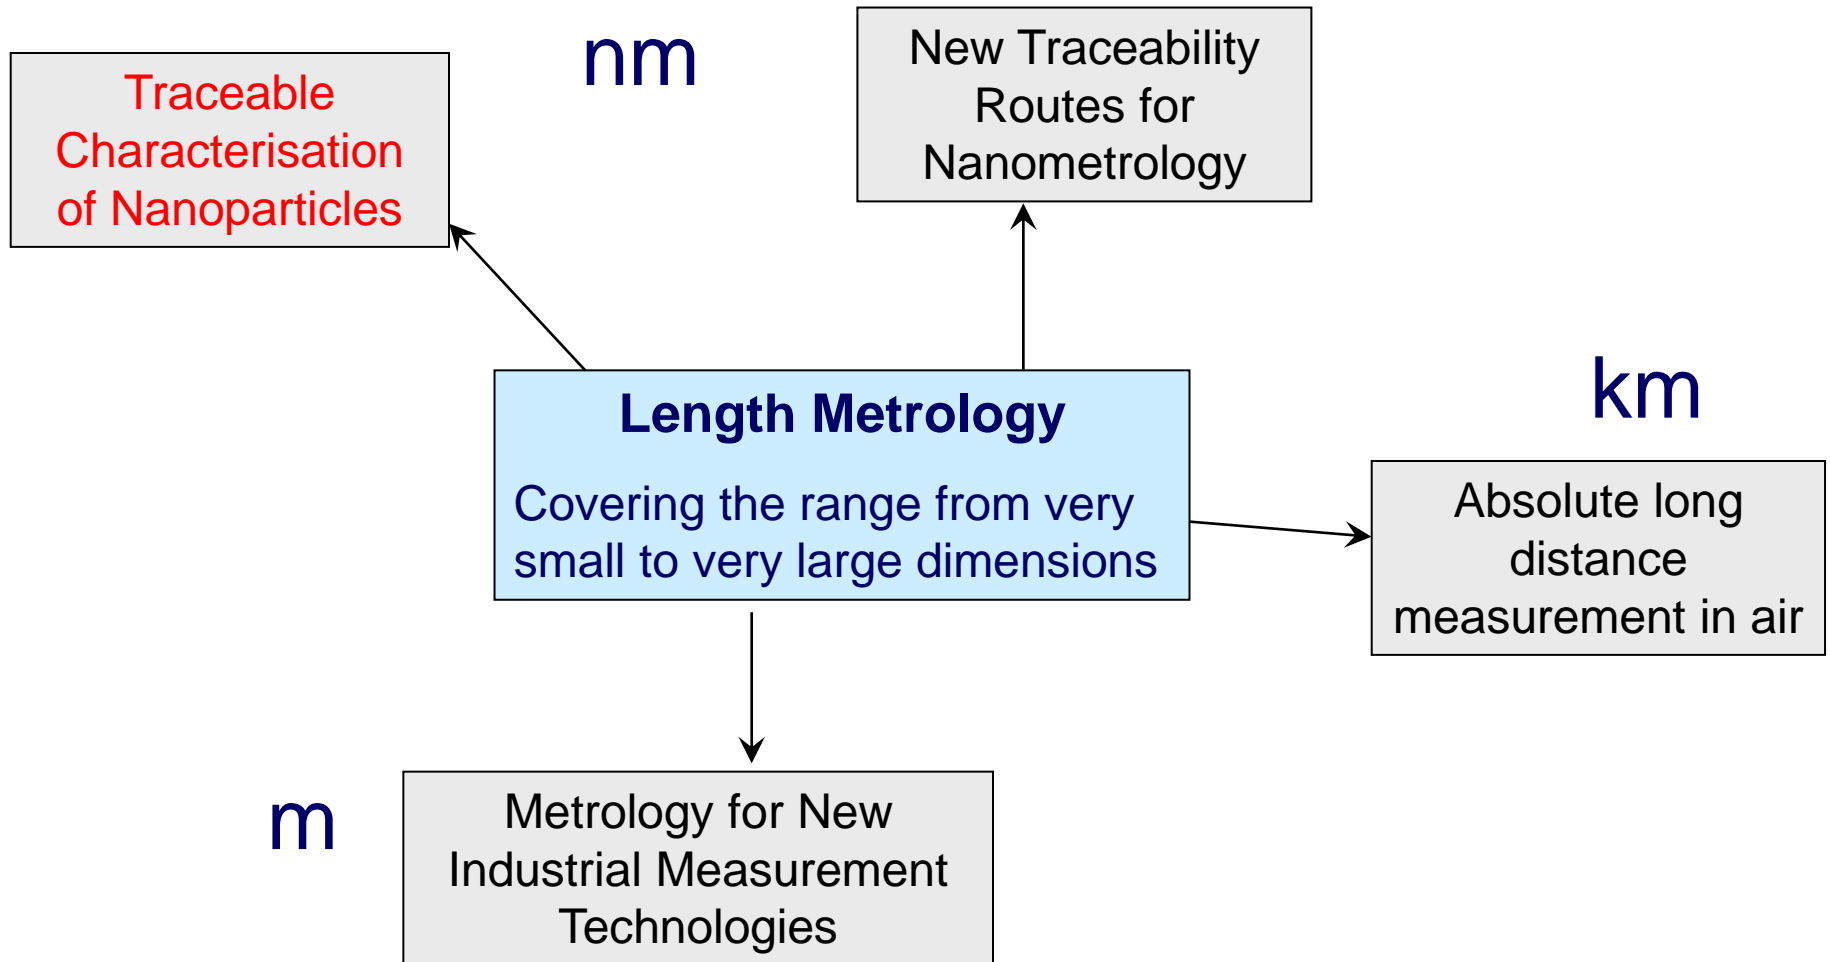 nm
Traceable
Characterisation
of Nanoparticles
New Traceability
Routes for
Nanometrology
Length Metrology
Covering the range from very
small to very large dimensions
km
Absolute long
distance
measurement in air
m
Metrology for New
Industrial Measurement
Technologies